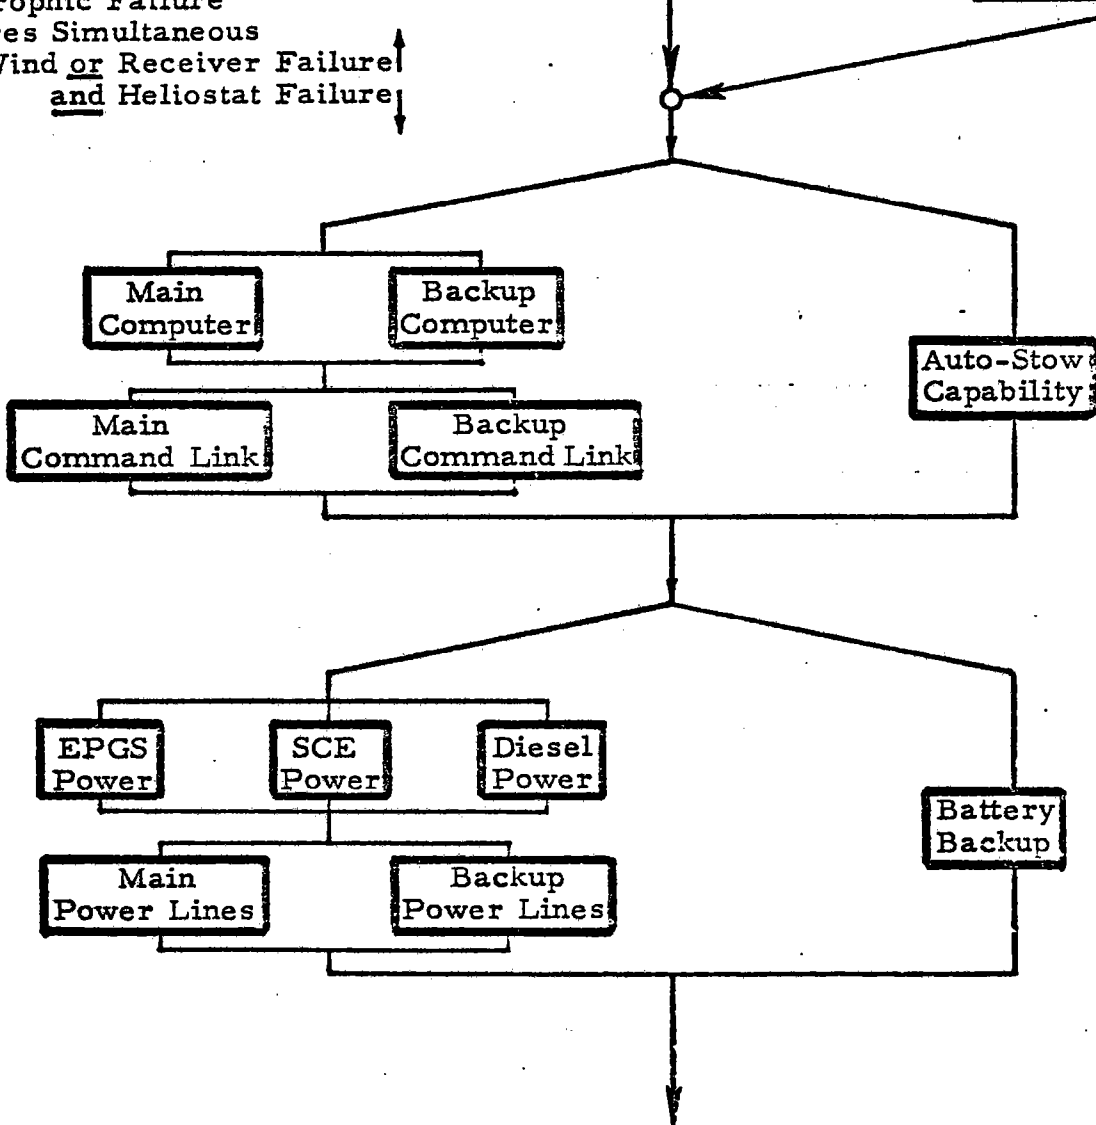 Failure
Simultaneous
or Receiver Failure
and Heliostat Failure
Main
Computer
Backup
Computer
Auto-Stow
Capability
Main
Command Link
Backup
Command Link
EPGS
Power
SCE
Power
Diesel
Power
Battery
Backup
Main
Power Lines
Backup
Power Lines